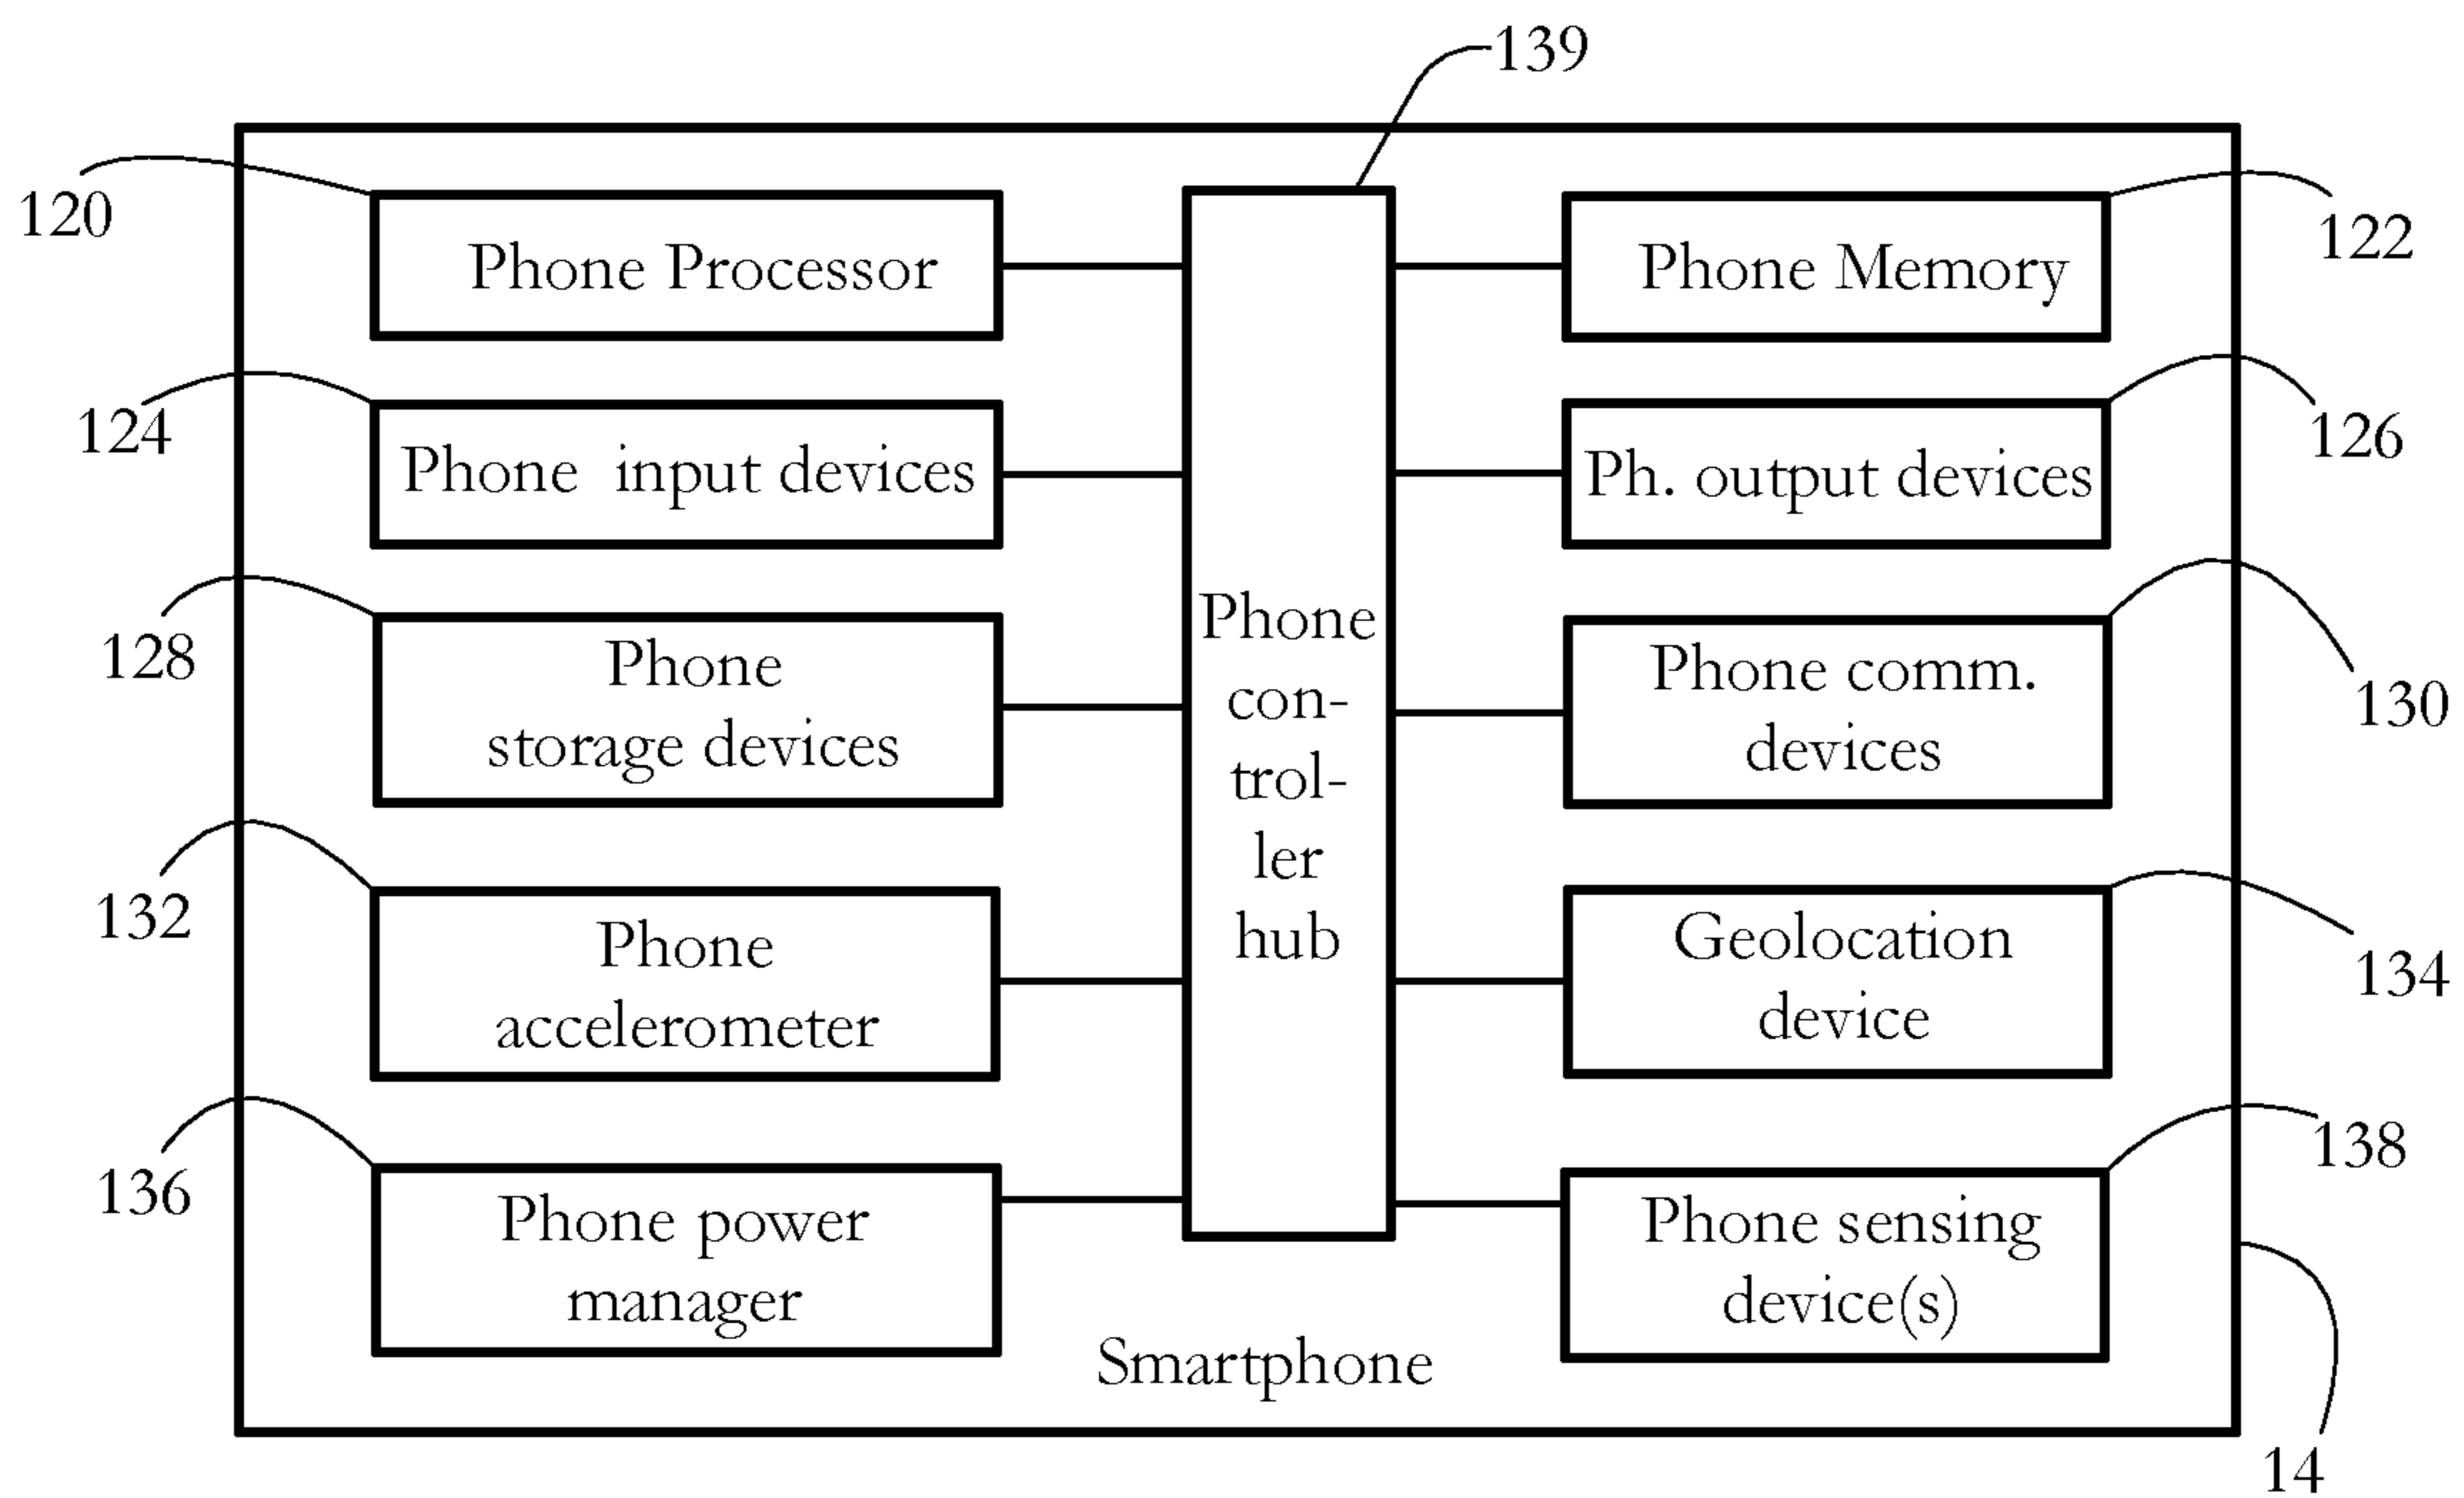 139
120
Phone Processor
Phone Memory
122
124
Phone input devices
Ph. output devices
126
128
Phone
storage devices
Phone
con-
trol-
ler
hub
Phone comm.
devices
130
132
Phone
accelerometer
Geolocation
device
134
136
Phone power
manager
Phone sensing
device(s)
138
Smartphone
14